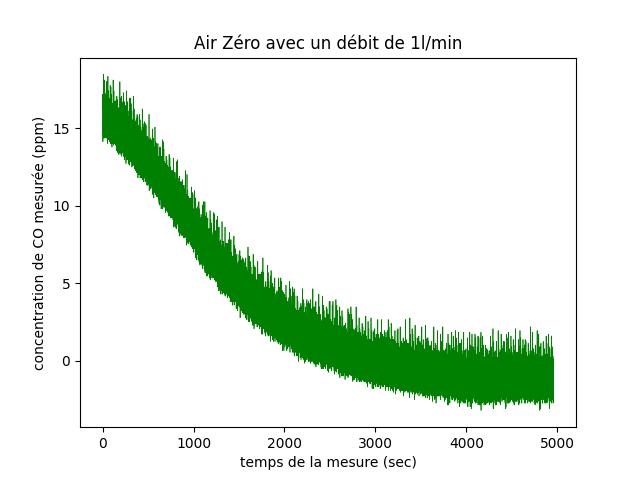 Air Zéro avec un débit de 1l/min
concentration de CO mesurée (ppm)
15
10
5
0
0 1000 2000 3000 4000 5000
temps de la mesure (sec)